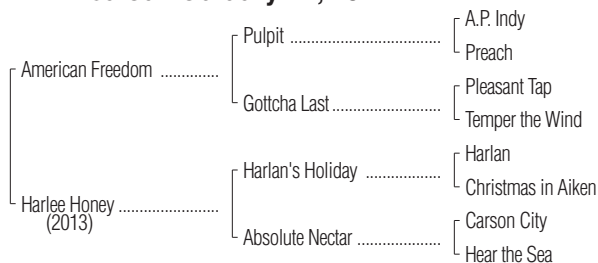 A.P. Indy
Pulpit
Preach
American Freedom
Pleasant Tap
Gottcha Last
Temper the Wind
Harlan
Harlan's Holiday
Christmas in Aiken
Harlee Honey
(2013)
Carson City
Absolute Nectar
Hear the Sea